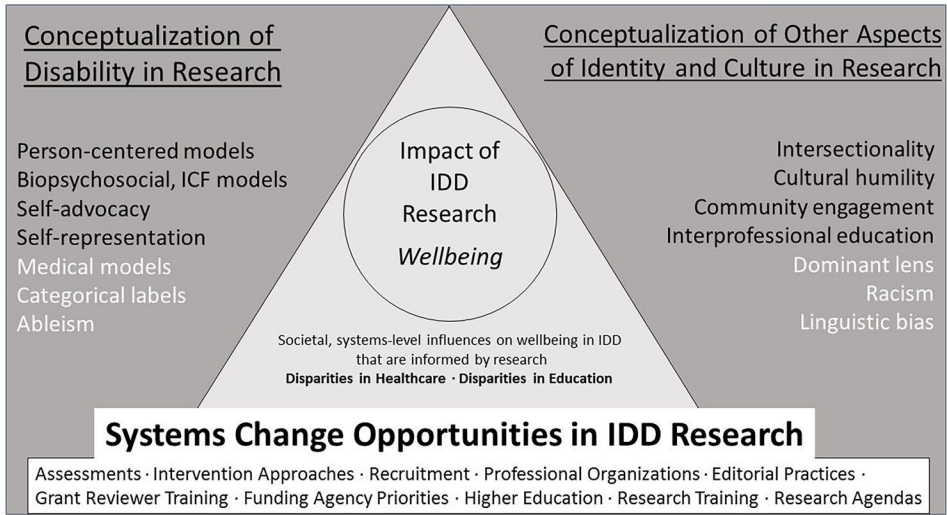 Conceptualization of
Disability in Research
Conceptualization of Other Aspects
of Identity and Culture in Research
Person-centered models
Biopsychosocial, ICF models
Self-advocacy
Self-representation
Medical models
Categorical labels
Ableism
Impact of
IDD
Research
Wellbeing
Intersectionality
Cultural humility
Community engagement
Interprofessional education
Dominant lens
Racism
Linguistic bias
Societal, systems-level influences on wellbeing in IDD
that are informed by research
Disparities in Healthcare · Disparities in Education
Systems Change Opportunities in IDD Research
Assessments · Intervention Approaches · Recruitment · Professional Organizations · Editorial Practices ·
Grant Reviewer Training · Funding Agency Priorities · Higher Education · Research Training · Research Agendas